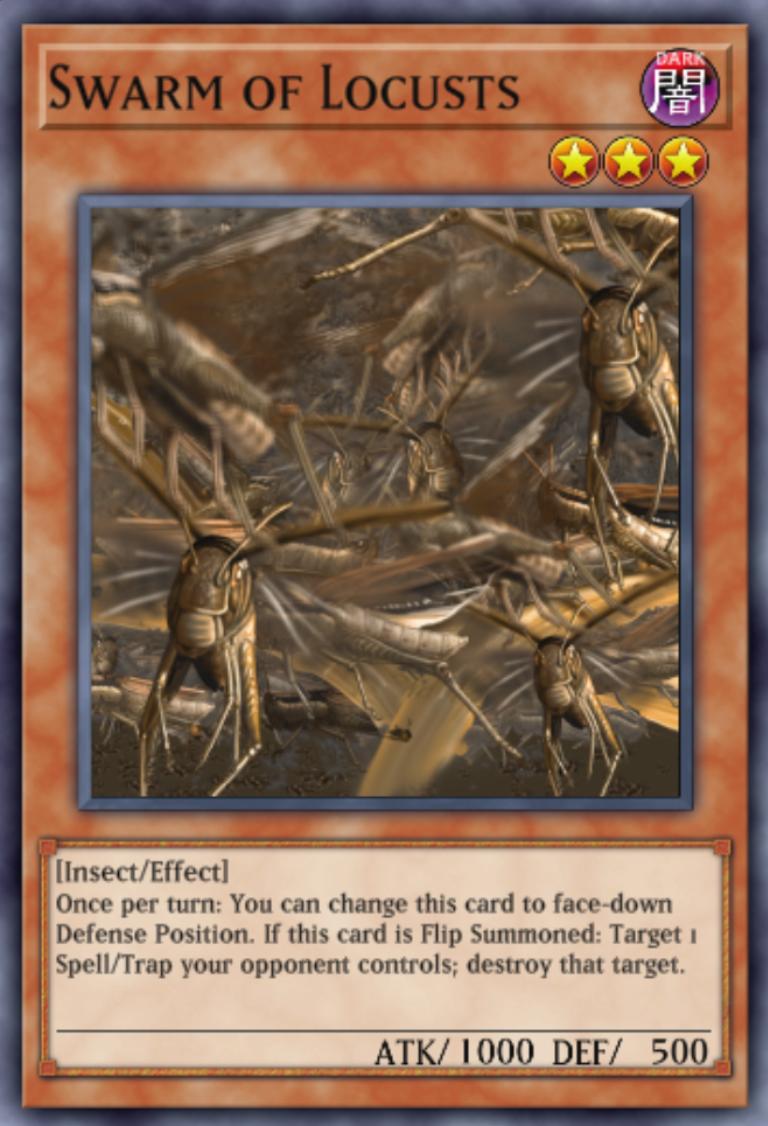 Swarm of Locusts
DARK
闇
[Insect/Effect]
Once per turn: You can change this card to face-down
Defense Position. If this card is Flip Summoned: Target 1
Spell/Trap your opponent controls; destroy that target.
ATK/ 1000 DEF/ 500